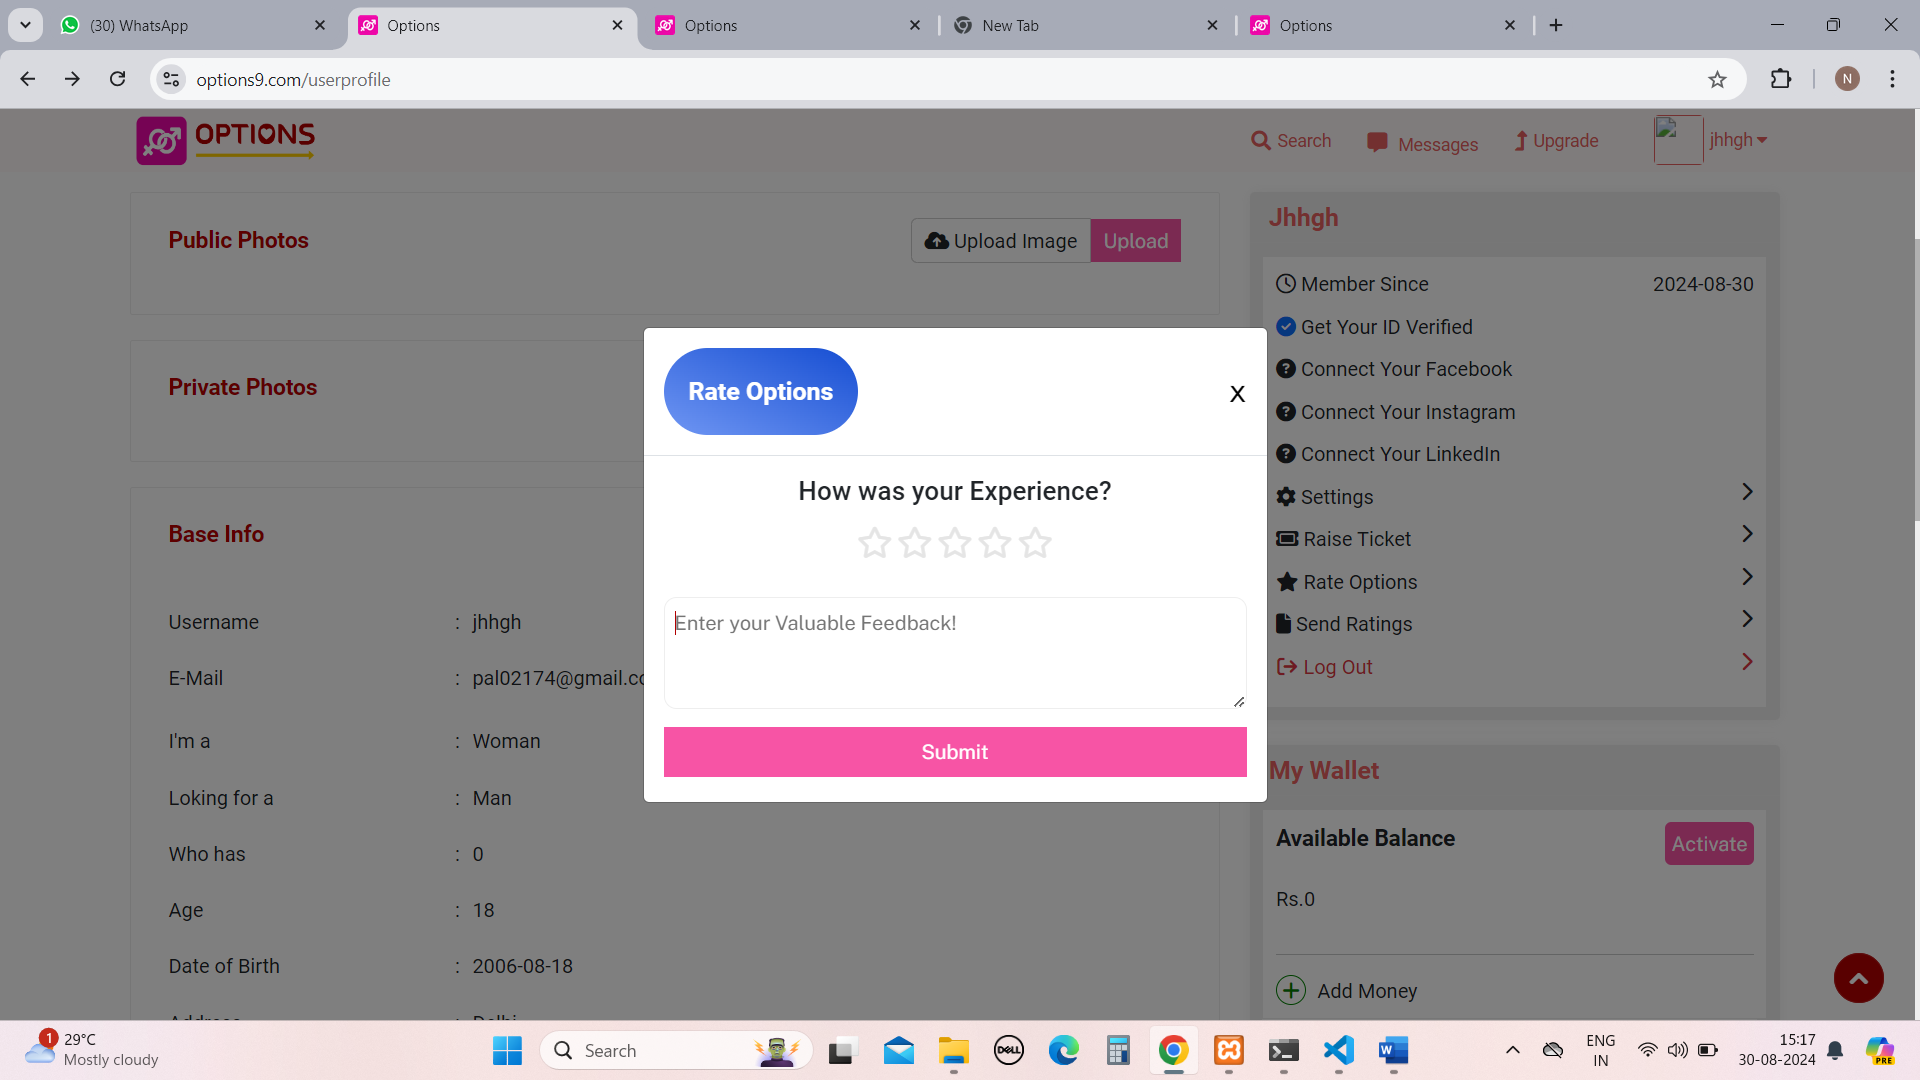 (30) WhatsApp
Options
Options
New Tab
Options
options9.com/userprofile
N
OPTIONS
Search
Messages
Upgrade
jhhgh
Public Photos
Upload Image
Upload
Private Photos
Base Info
Username : jhhgh
E-Mail : pal02174@gmail.co
I'm a : Woman
Loking for a : Man
Who has : 0
Age : 18
Date of Birth : 2006-08-18
Rate Options
X
How was your Experience?
Enter your Valuable Feedback!
Submit
Jhhgh
Member Since 2024-08-30
Get Your ID Verified
Connect Your Facebook
Connect Your Instagram
Connect Your LinkedIn
Settings
Raise Ticket
Rate Options
Send Ratings
Log Out
My Wallet
Available Balance
Activate
Rs.0
Add Money
1
29°C
Mostly cloudy
Search
DELL
PRE
ENG
IN
15:17
30-08-2024